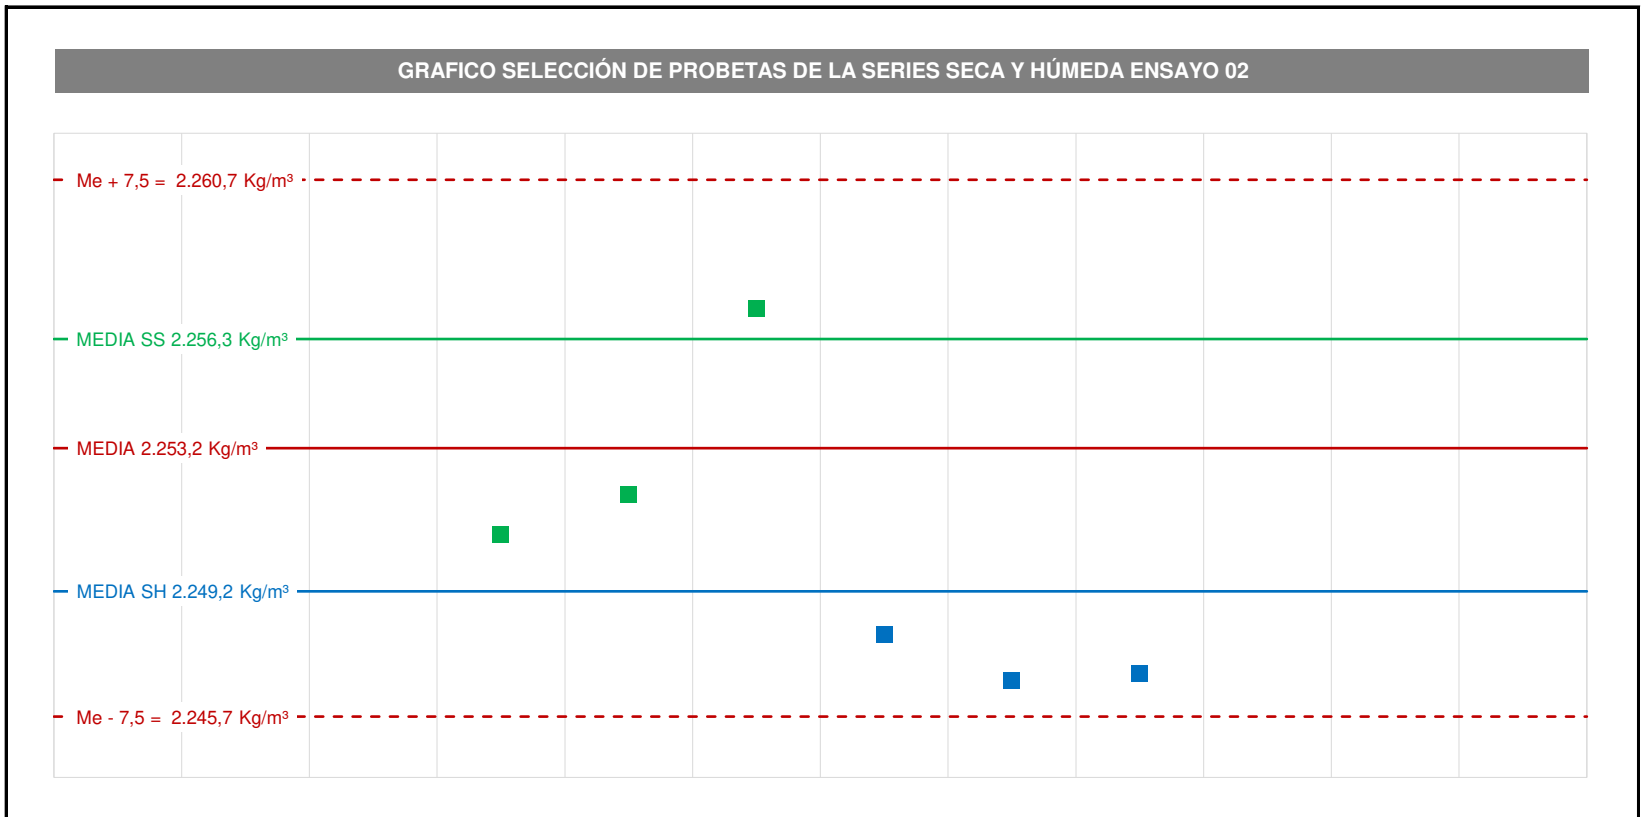 GRAFICO SELECCIÓN DE PROBETAS DE LA SERIES SECA Y HÚMEDA ENSAYO 02
Me + 7,5 = 2.260,7 Kg/m³
MEDIA SS 2.256,3 Kg/m³
MEDIA 2.253,2 Kg/m³
MEDIA SH 2.249,2 Kg/m³
Me - 7,5 = 2.245,7 Kg/m³